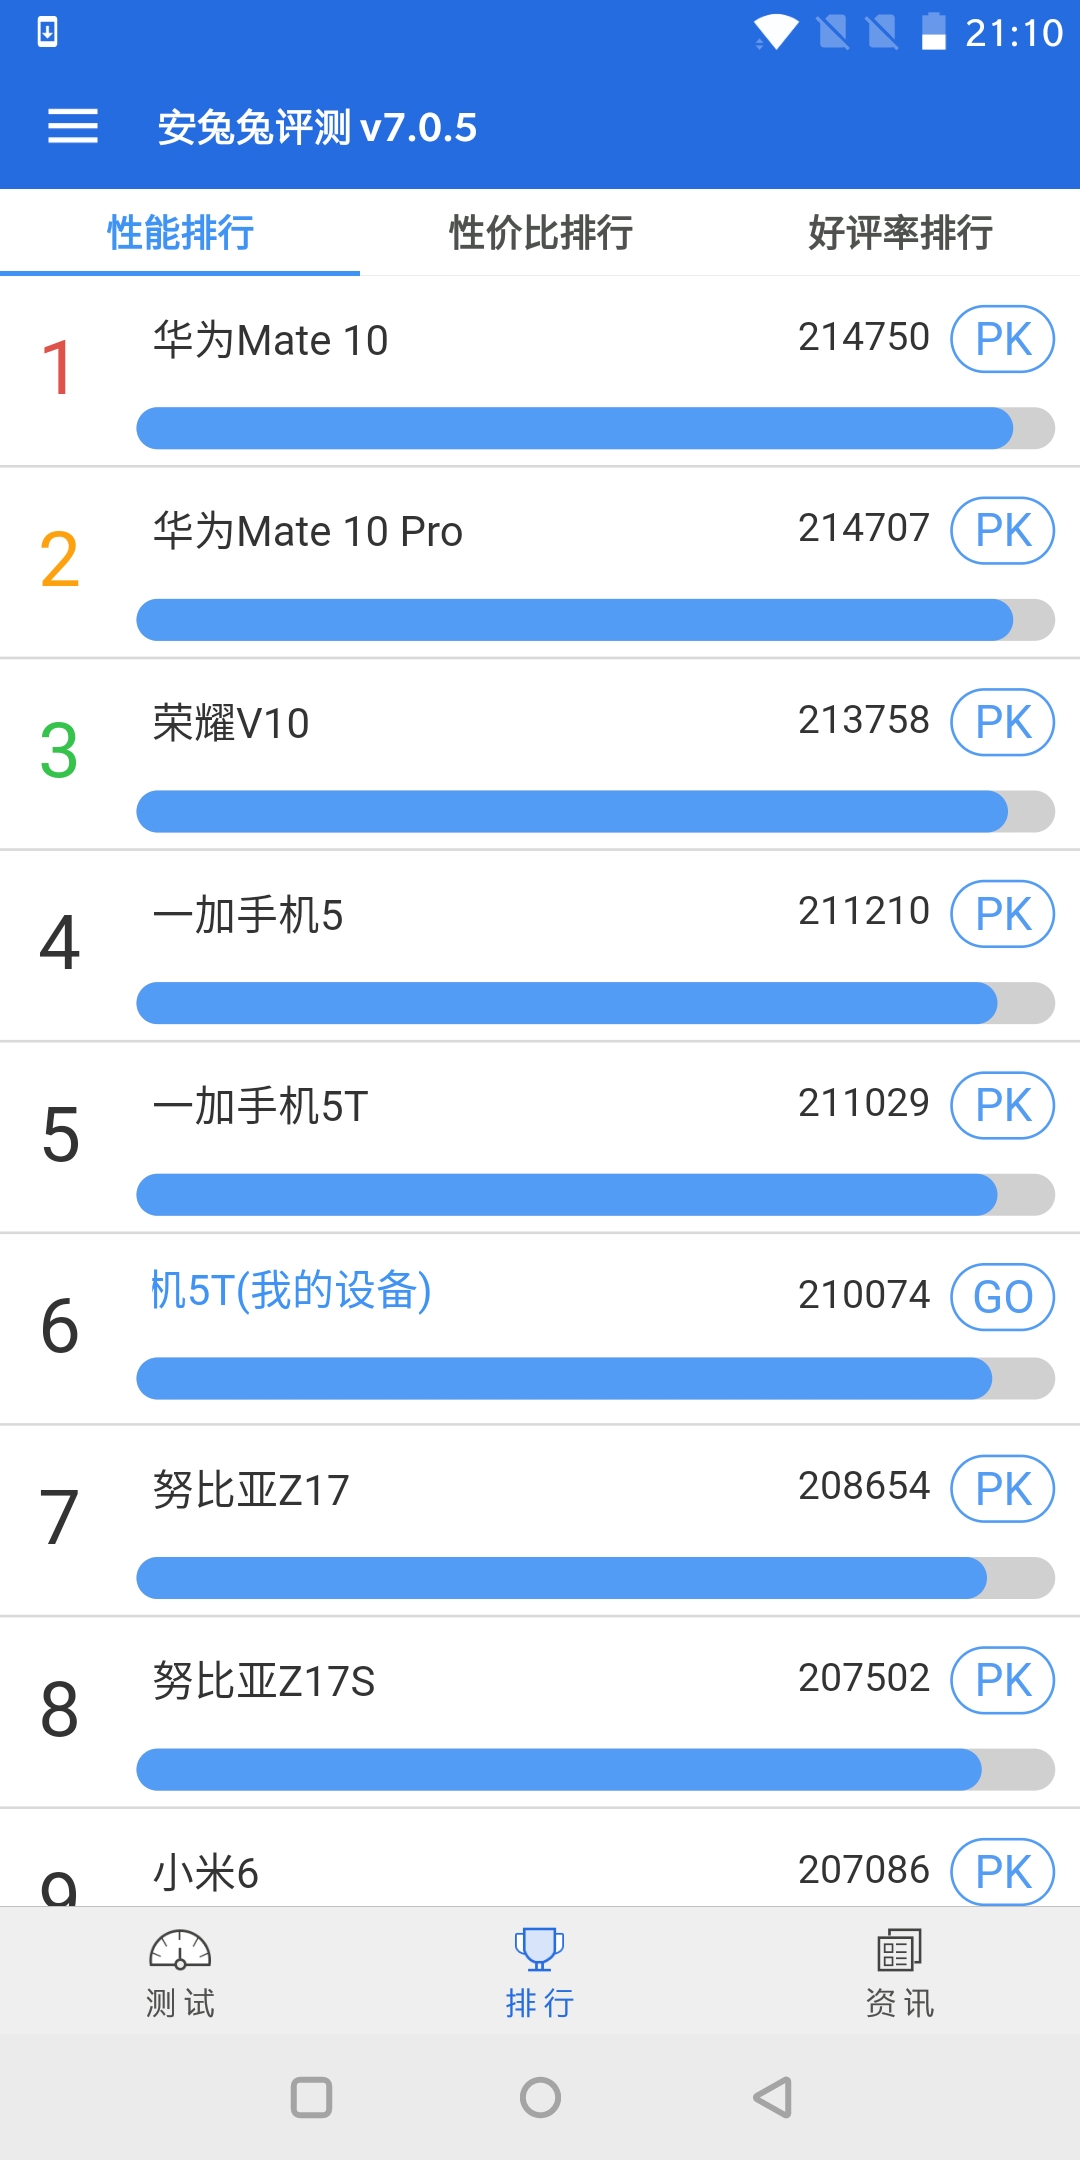 21:10
安兔兔评测 v7.0.5
性能排行 性价比排行 好评率排行
1 华为Mate 10 214750 PK
2 华为Mate 10 Pro 214707 PK
3 荣耀V10 213758 PK
4 一加手机5 211210 PK
5 一加手机5T 211029 PK
6 机5T(我的设备) 210074 GO
7 努比亚Z17 208654 PK
8 努比亚Z17S 207502 PK
9 小米6 207086 PK
测试 排行 资讯